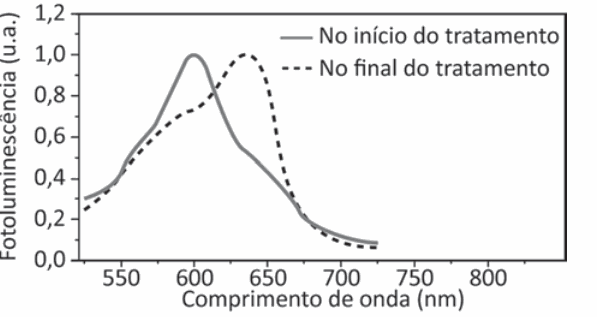 Fotoluminescência (u.a.)
1,2
1,0
0,8
0,6
0,4
0,2
0,0
No início do tratamento
No final do tratamento
550 600 650 700 750 800
Comprimento de onda (nm)